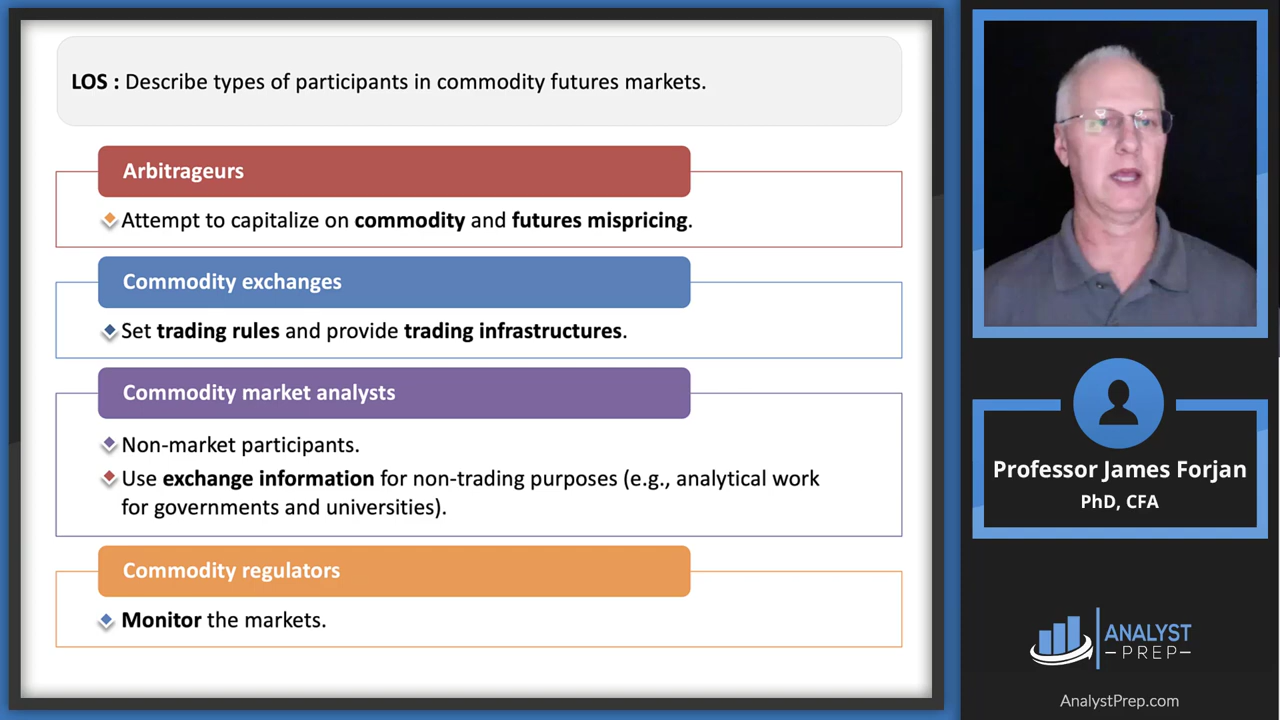 LOS : Describe types of participants in commodity futures markets.
Arbitrageurs
Attempt to capitalize on commodity and futures mispricing.
Commodity exchanges
Set trading rules and provide trading infrastructures.
Commodity market analysts
Non-market participants.
Use exchange information for non-trading purposes (e.g., analytical work
for governments and universities).
Commodity regulators
Monitor the markets.
Professor James Forjan
PhD, CFA
ANALYST
PREP
AnalystPrep.com